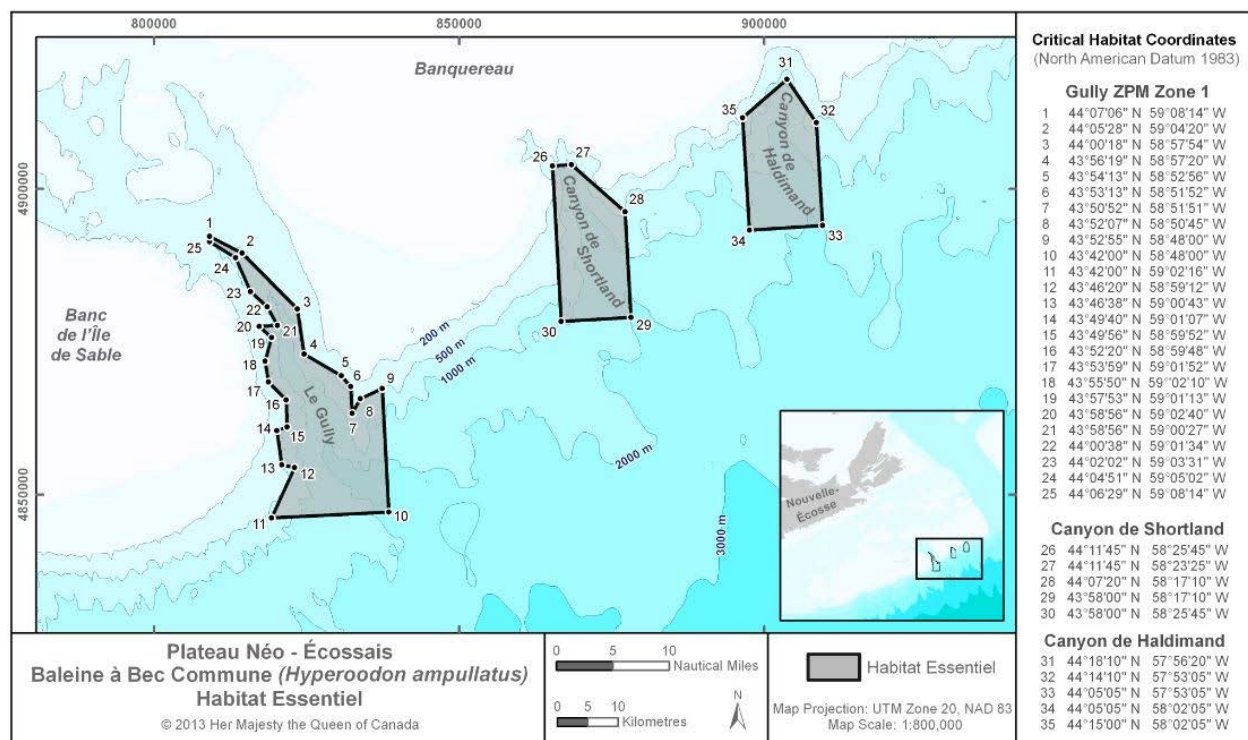 800000
850000
900000
4900000
4850000
Banquereau
Banc
de l'Île
de Sable
Le Gully
Canyon de
Shortland
Canyon de
Haldimand
1
2
3
4
5
6
7
8
9
10
11
12
13
14
15
16
17
18
19
20
21
22
23
24
25
26
27
28
29
30
31
32
33
34
35
200 m
500 m
1000 m
2000 m
3000 m
Nouvelle-
Écosse
Critical Habitat Coordinates
(North American Datum 1983)
Gully ZPM Zone 1
1 44°07'06" N 59°08'14" W
2 44°05'28" N 59°04'20" W
3 44°00'18" N 58°57'54" W
4 43°56'19" N 58°57'20" W
5 43°54'13" N 58°52'56" W
6 43°53'13" N 58°51'52" W
7 43°50'52" N 58°51'51" W
8 43°52'07" N 58°50'45" W
9 43°52'55" N 58°48'00" W
10 43°42'00" N 58°48'00" W
11 43°42'00" N 59°02'16" W
12 43°46'20" N 58°59'12" W
13 43°46'38" N 59°00'43" W
14 43°49'40" N 59°01'07" W
15 43°49'56" N 58°59'52" W
16 43°52'20" N 58°59'48" W
17 43°53'59" N 59°01'52" W
18 43°55'50" N 59°02'10" W
19 43°57'53" N 59°01'13" W
20 43°58'56" N 59°02'40" W
21 43°58'56" N 59°00'27" W
22 44°00'38" N 59°01'34" W
23 44°02'02" N 59°03'31" W
24 44°04'51" N 59°05'02" W
25 44°06'29" N 59°08'14" W
Canyon de Shortland
26 44°11'45" N 58°25'45" W
27 44°11'45" N 58°23'25" W
28 44°07'20" N 58°17'10" W
29 43°58'00" N 58°17'10" W
30 43°58'00" N 58°25'45" W
Canyon de Haldimand
31 44°18'10" N 57°56'20" W
32 44°14'10" N 57°53'05" W
33 44°05'05" N 57°53'05" W
34 44°05'05" N 58°02'05" W
35 44°15'00" N 58°02'05" W
Plateau Néo - Écossais
Baleine à Bec Commune (Hyperoodon ampullatus)
Habitat Essentiel
© 2013 Her Majesty the Queen of Canada
0 5 10
Nautical Miles
0 5 10
Kilometres
N
Habitat Essentiel
Map Projection: UTM Zone 20, NAD 83
Map Scale: 1:800,000